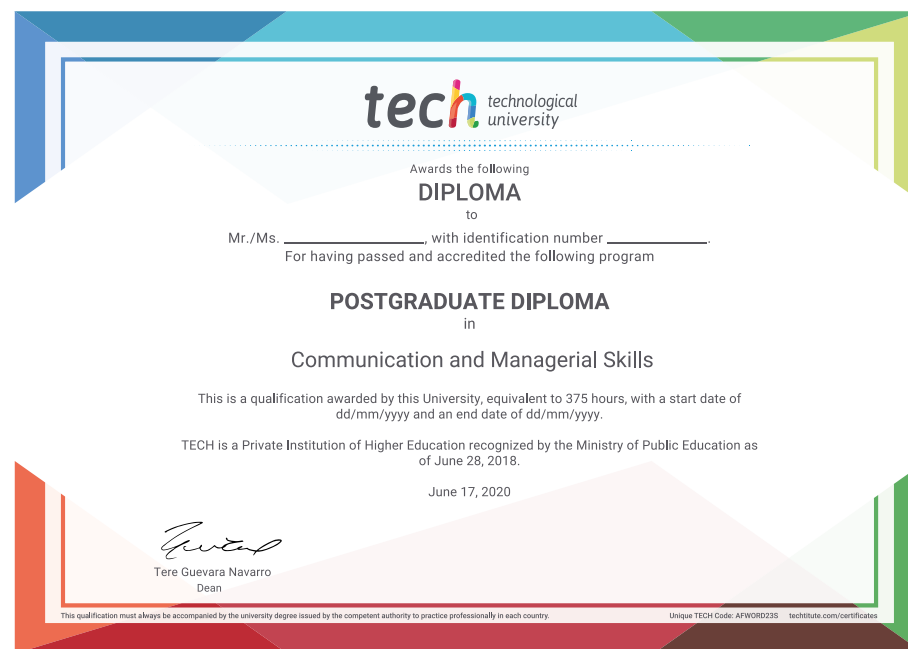 tech technological
university
Awards the following
DIPLOMA
to
Mr./Ms. ____________, with identification number ____________.
For having passed and accredited the following program
POSTGRADUATE DIPLOMA
in
Communication and Managerial Skills
This is a qualification awarded by this University, equivalent to 375 hours, with a start date of
dd/mm/yyyy and an end date of dd/mm/yyyy.
TECH is a Private Institution of Higher Education recognized by the Ministry of Public Education as
of June 28, 2018.
June 17, 2020
Tere Guevara Navarro
Dean
This qualification must always be accompanied by the university degree issued by the competent authority to practice professionally in each country. Unique TECH Code: AFWORD23S techtitute.com/certificates